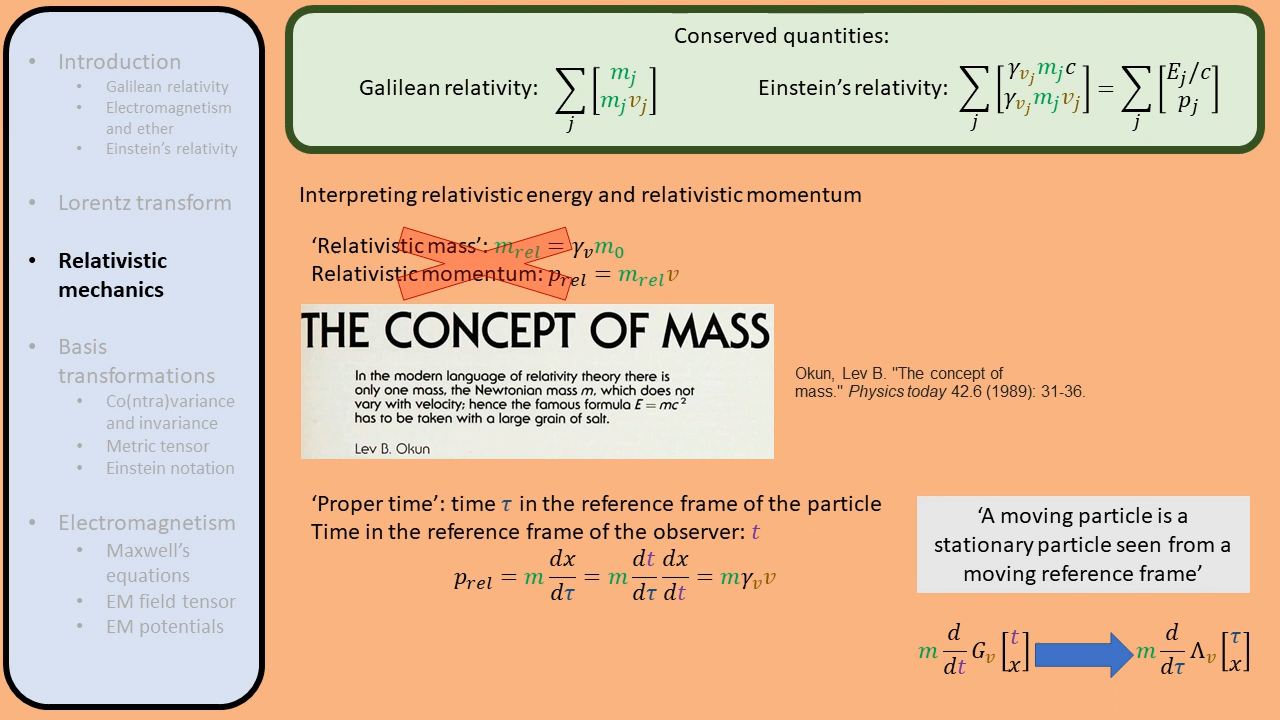 • Introduction
• Galilean relativity
• Electromagnetism
and ether
• Einstein's relativity
• Lorentz transform
• Relativistic
mechanics
• Basis
transformations
• Co(ntra)variance
and invariance
• Metric tensor
• Einstein notation
• Electromagnetism
• Maxwell's
equations
• EM field tensor
• EM potentials
Conserved quantities:
Galilean relativity: ∑_j [m_j; m_j v_j]
Einstein's relativity: ∑_j [γ_{v_j} m_j c; γ_{v_j} m_j v_j] = ∑_j [E_j/c; p_j]
Interpreting relativistic energy and relativistic momentum
'Relativistic mass': m_rel = γ_v m_0
Relativistic momentum: p_rel = m_rel v
THE CONCEPT OF MASS
In the modern language of relativity theory there is
only one mass, the Newtonian mass m, which does not
vary with velocity; hence the famous formula E = mc²
has to be taken with a large grain of salt.
Lev B. Okun
Okun, Lev B. "The concept of
mass." Physics today 42.6 (1989): 31-36.
'Proper time': time τ in the reference frame of the particle
Time in the reference frame of the observer: t
p_rel = m dx/dτ = m dt/dτ dx/dt = mγ_v v
'A moving particle is a
stationary particle seen from a
moving reference frame'
m d/dt G_v [t; x] m d/dτ Λ_v [τ; x]